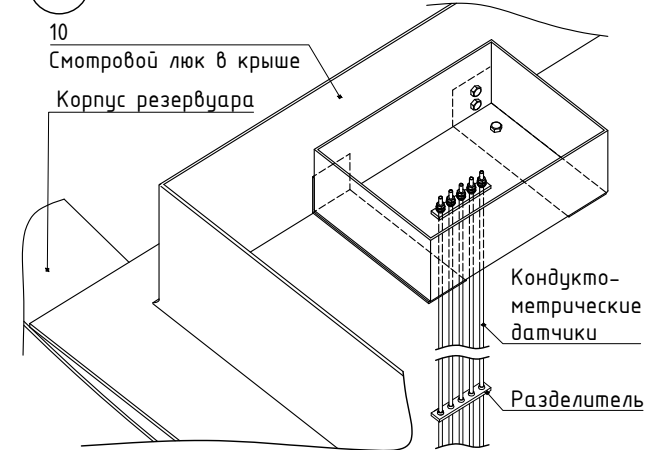 10
Смотровой люк в крыше
Корпус резервуара
Кондукто-
метрические
датчики
Разделитель